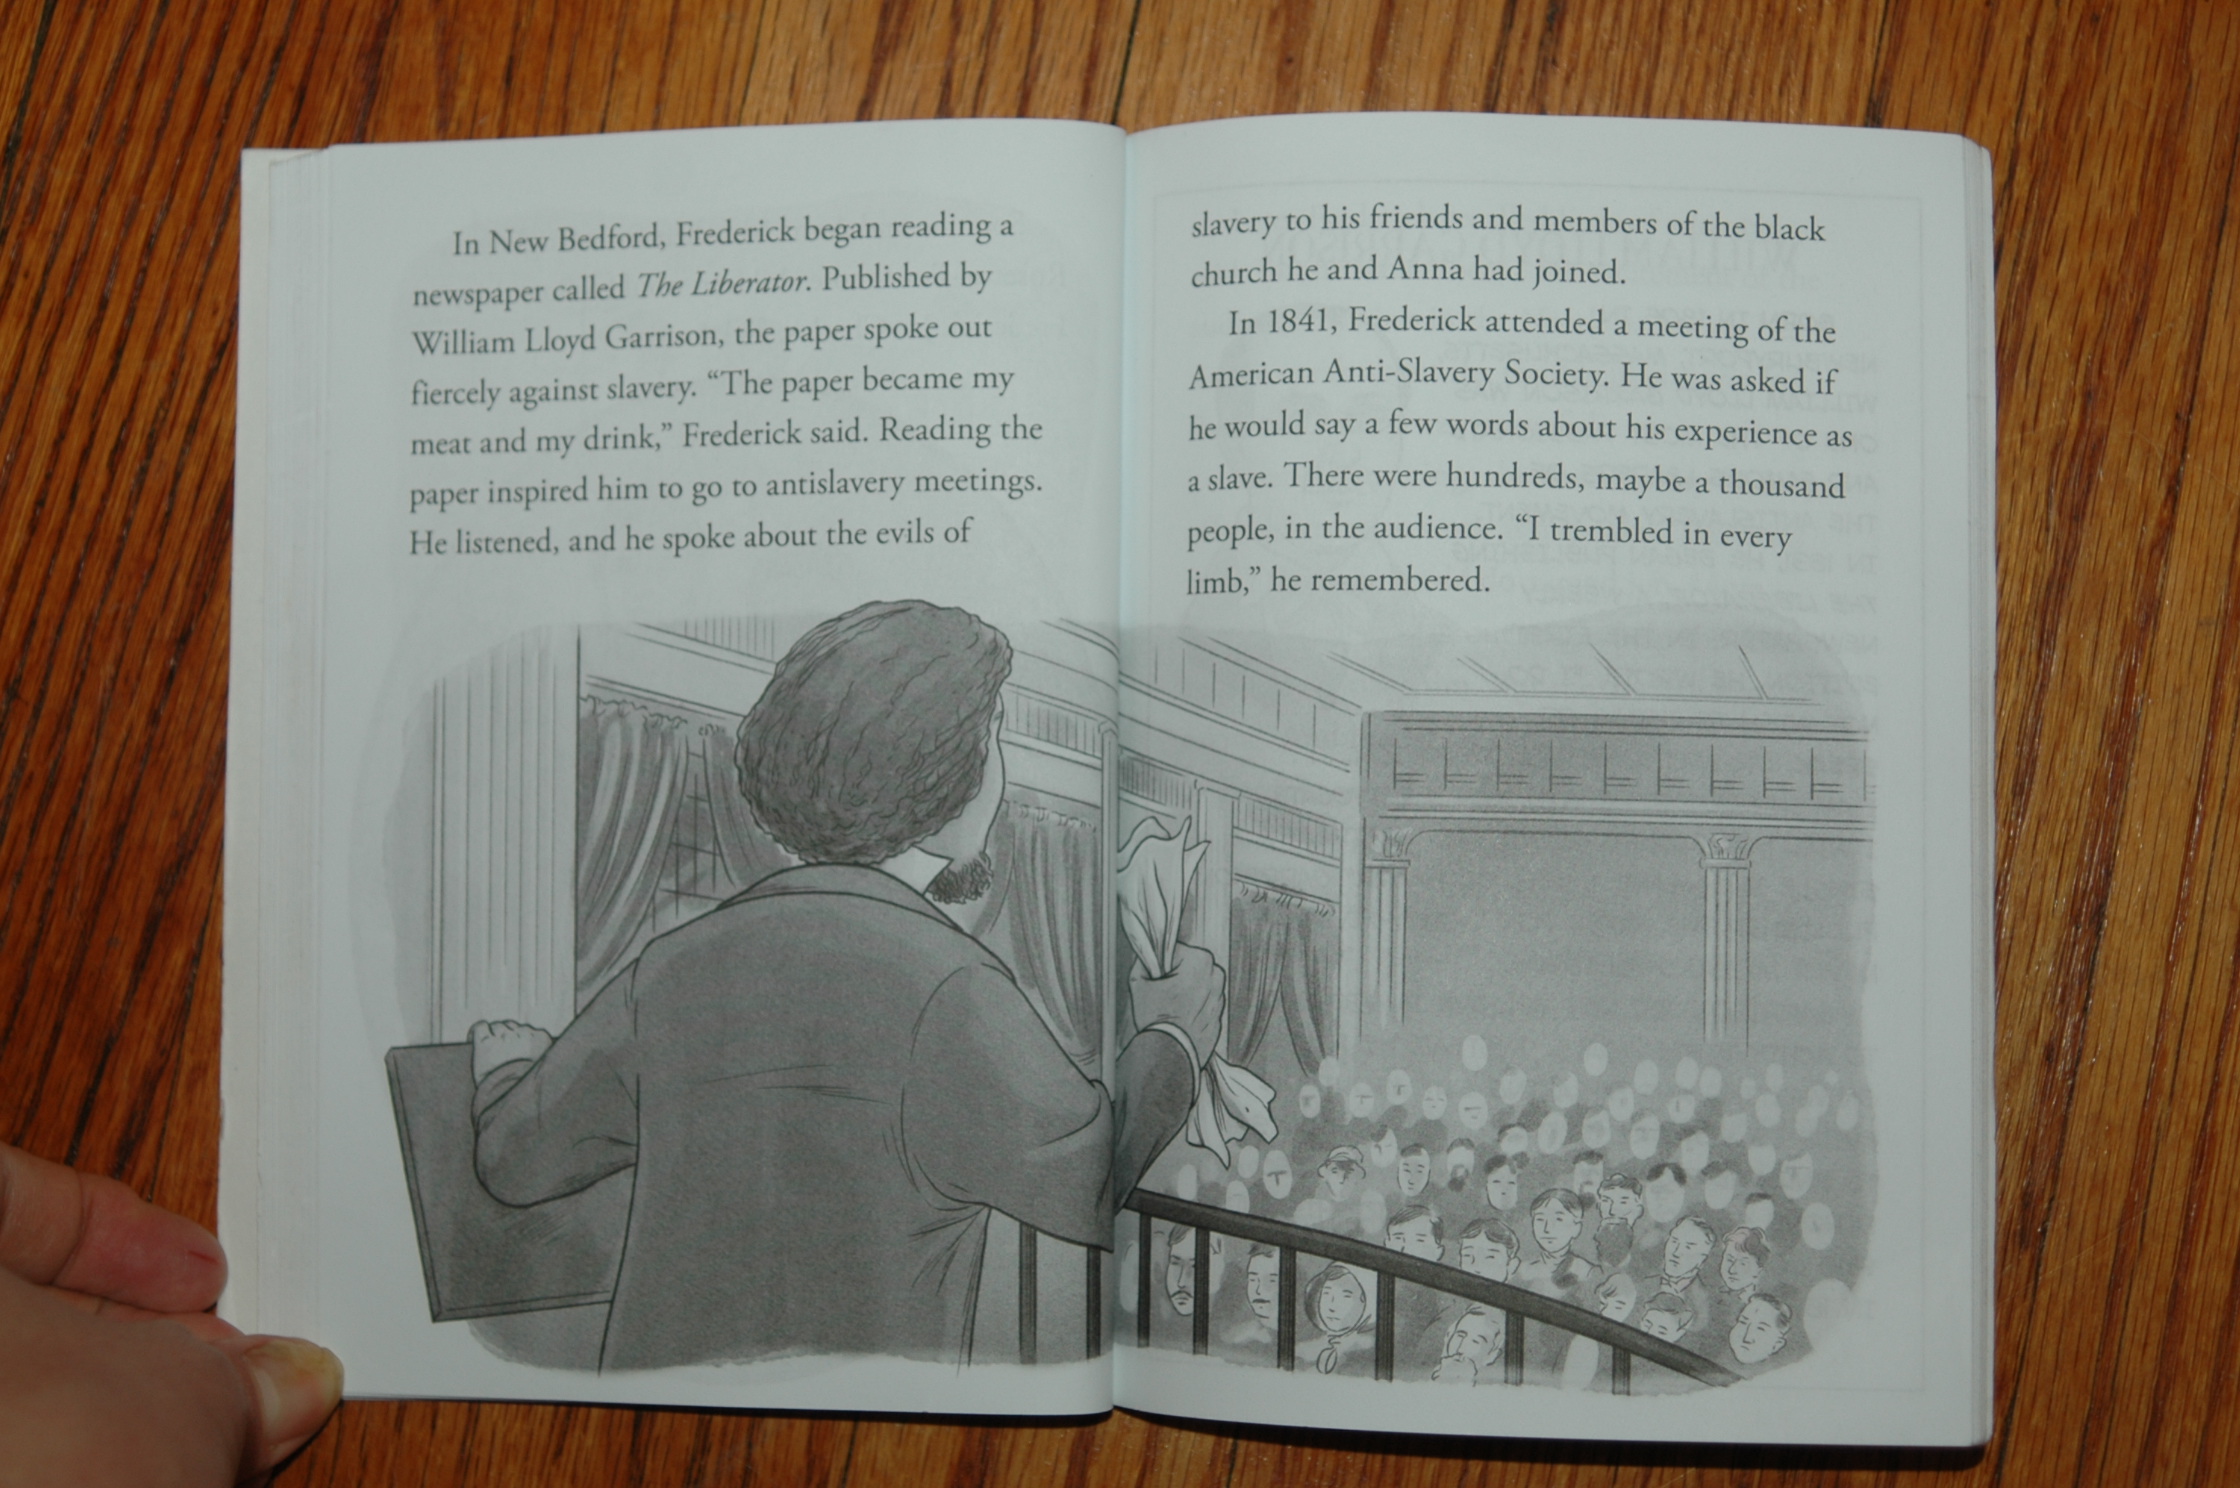 In New Bedford, Frederick began reading a
newspaper called The Liberator. Published by
William Lloyd Garrison, the paper spoke out
fiercely against slavery. “The paper became my
meat and my drink,” Frederick said. Reading the
paper inspired him to go to antislavery meetings.
He listened, and he spoke about the evils of
slavery to his friends and members of the black
church he and Anna had joined.
In 1841, Frederick attended a meeting of the
American Anti-Slavery Society. He was asked if
he would say a few words about his experience as
a slave. There were hundreds, maybe a thousand
people, in the audience. “I trembled in every
limb,” he remembered.